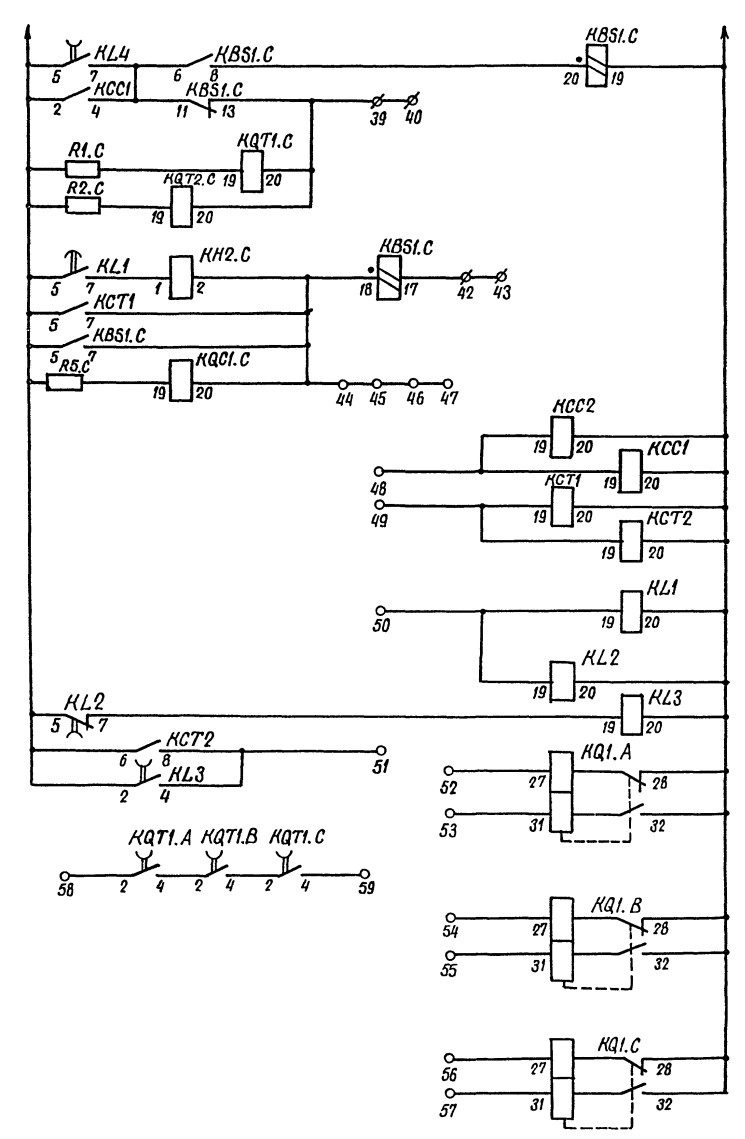 KBS1.C
KL4
KBS1.C
5 7 6 8 20 19
KCC1
KBS1.C
2 4 11 13 39 40
KQT1.C
R1.C
19 20
KQT2.C
R2.C
19 20
KBS1.C
KH2.C
KL1
5 7 1 2 18 17 42 43
KCT1
5 7
KBS1.C
5 7
KQC1.C
R5.C
19 20 44 45 46 47
KCC2
19 20
KCC1
48 19 20
KCT1
49 19 20
KCT2
19 20
KL1
50 19 20
KL2
19 20
KL3
KL2
5 7 19 20
KCT2
6 8 51
KL3
2 4
KQ1.A
52 27 28
53 31 32
KQT1.A KQT1.B KQT1.C
58 2 4 2 4 2 4 59
KQ1.B
54 27 28
55 31 32
KQ1.C
56 27 28
57 31 32